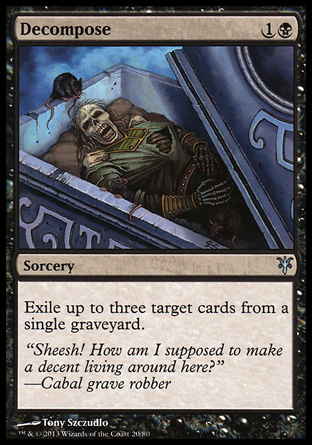 Decompose 1
Sorcery
Exile up to three target cards from a
single graveyard.
“Sheesh! How am I supposed to make
a decent living around here?”
—Cabal grave robber
Tony Szczudlo
™ & © 2013 Wizards of the Coast 20/80